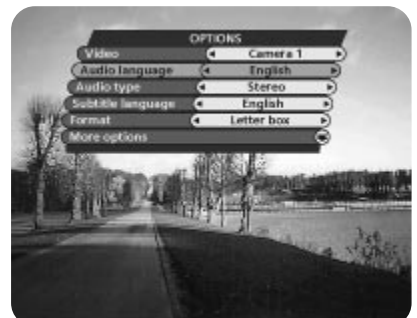 OPTIONS
Video Camera 1
Audio language English
Audio type Stereo
Subtitle language English
Format Letter box
More options